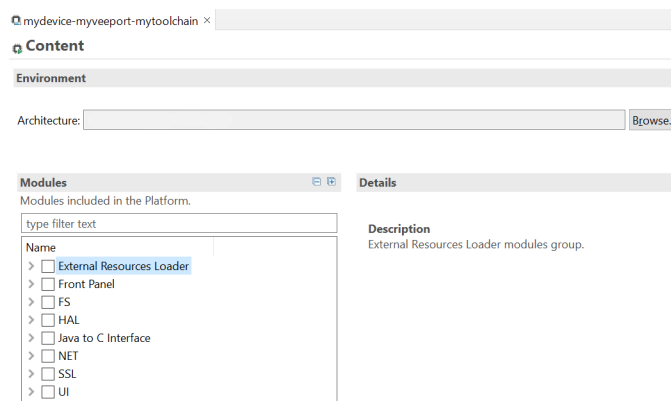 mydevice-myveeport-mytoolchain
Content
Environment
Architecture:
Browse.
Modules
Modules included in the Platform.
type filter text
Name
External Resources Loader
Front Panel
FS
HAL
Java to C Interface
NET
SSL
UI
Details
Description
External Resources Loader modules group.